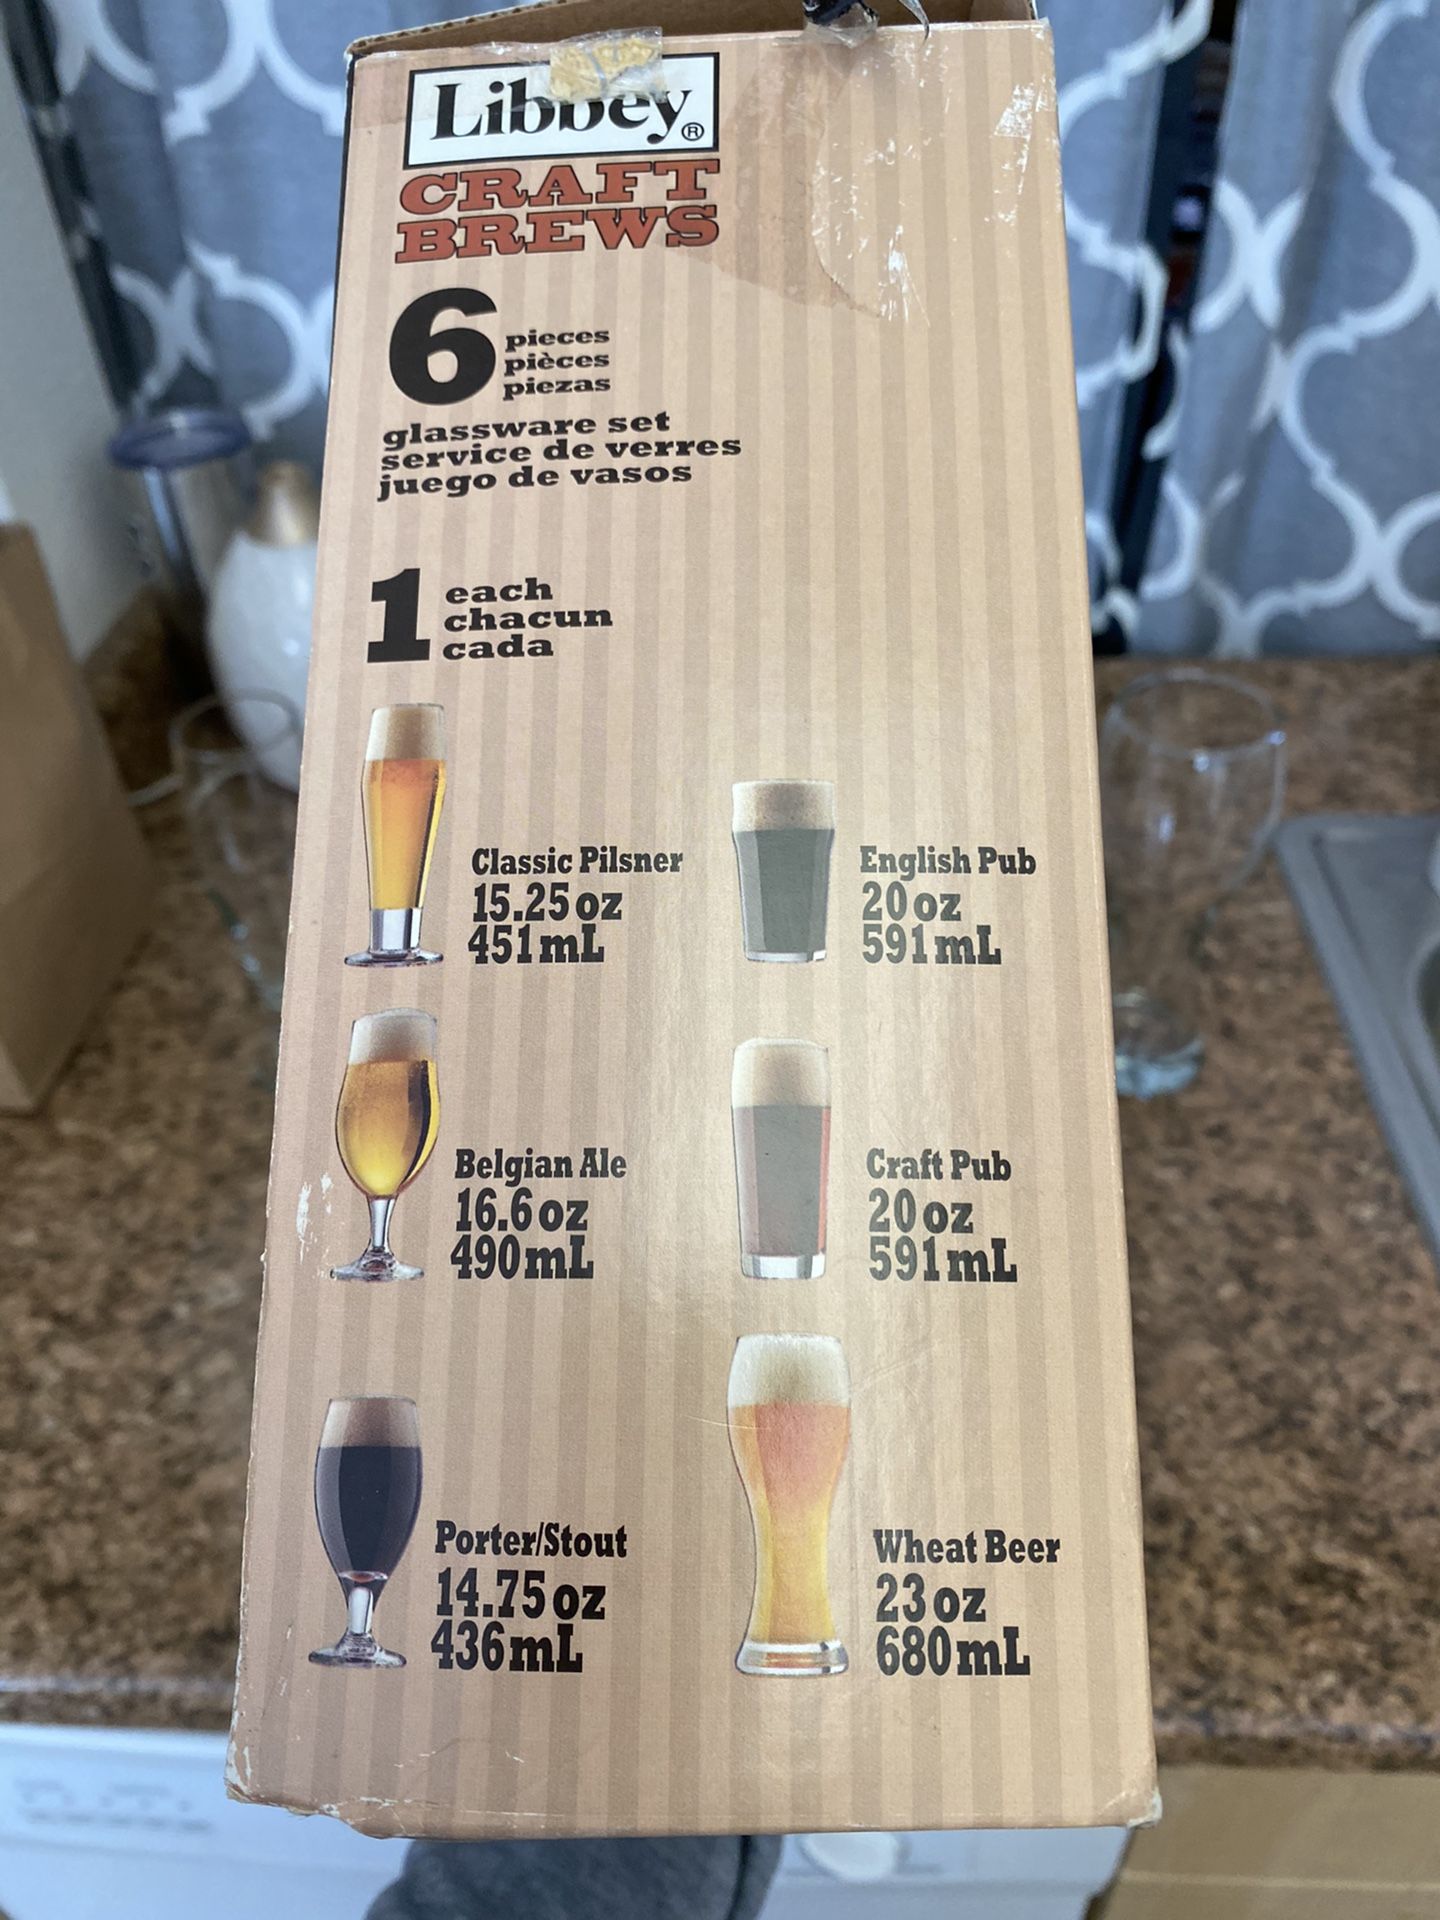 Libbey®
CRAFT
BREWS
6 pieces
pièces
piezas
glassware set
service de verres
juego de vasos
1 each
chacun
cada
Classic Pilsner
15.25 oz
451 mL
English Pub
20 oz
591 mL
Belgian Ale
16.6 oz
490 mL
Craft Pub
20 oz
591 mL
Porter/Stout
14.75 oz
436 mL
Wheat Beer
23 oz
680 mL